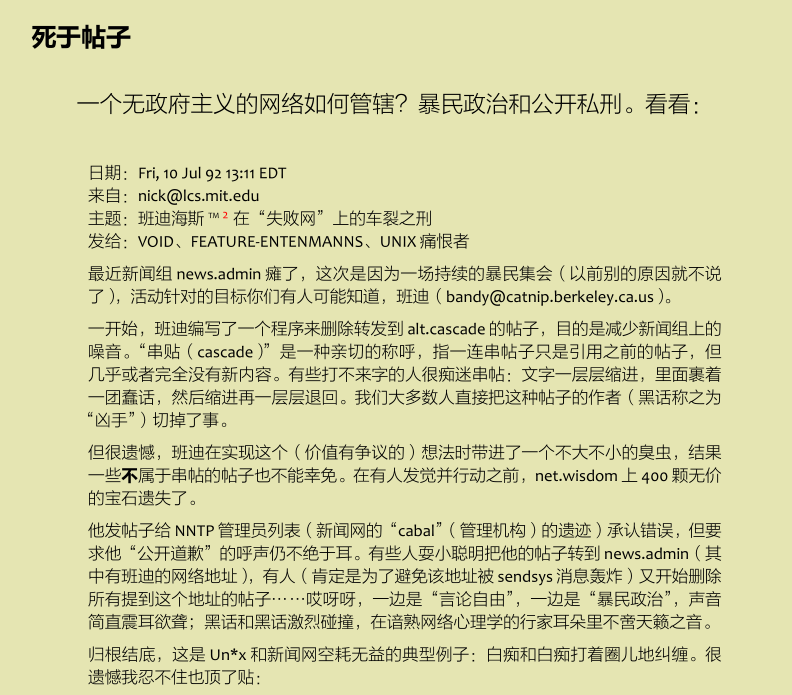 死于帖子
一个无政府主义的网络如何管辖？暴民政治和公开私刑。看看：
日期：Fri, 10 Jul 92 13:11 EDT
来自：nick@lcs.mit.edu
主题：班迪海斯™2 在“失败网”上的车裂之刑
发给：VOID、FEATURE-ENTENMANNS、UNIX 痛恨者
最近新闻组 news.admin 瘫了，这次是因为一场持续的暴民集会（以前别的原因就不说
了），活动针对的目标你们有人可能知道，班迪（bandy@catnip.berkeley.ca.us）。
一开始，班迪编写了一个程序来删除转发到 alt.cascade 的帖子，目的是减少新闻组上的
噪音。“串贴（cascade）”是一种亲切的称呼，指一连串帖子只是引用之前的帖子，但
几乎或者完全没有新内容。有些打不来字的人很痴迷串帖：文字一层层缩进，里面裹着
一团蠢话，然后缩进再一层层退回。我们大多数人直接把这种帖子的作者（黑话称之为
“凶手”）切掉了事。
但很遗憾，班迪在实现这个（价值有争议的）想法时带进了一个不大不小的臭虫，结果
一些不属于串帖的帖子也不能幸免。在有人发觉并行动之前，net.wisdom 上 400 颗无价
的宝石遗失了。
他发帖子给 NNTP 管理员列表（新闻网的“cabal”（管理机构）的遗迹）承认错误，但要
求他“公开道歉”的呼声仍不绝于耳。有些人耍小聪明把他的帖子转到 news.admin（其
中有班迪的网络地址），有人（肯定是为了避免该地址被 sendsys 消息轰炸）又开始删除
所有提到这个地址的帖子……哎呀呀，一边是“言论自由”，一边是“暴民政治”，声音
简直震耳欲聋；黑话和黑话激烈碰撞，在谙熟网络心理学的行家耳朵里不啻天籁之音。
归根结底，这是 Un*x 和新闻网空耗无益的典型例子：白痴和白痴打着圈儿地纠缠。很
遗憾我忍不住也顶了贴：